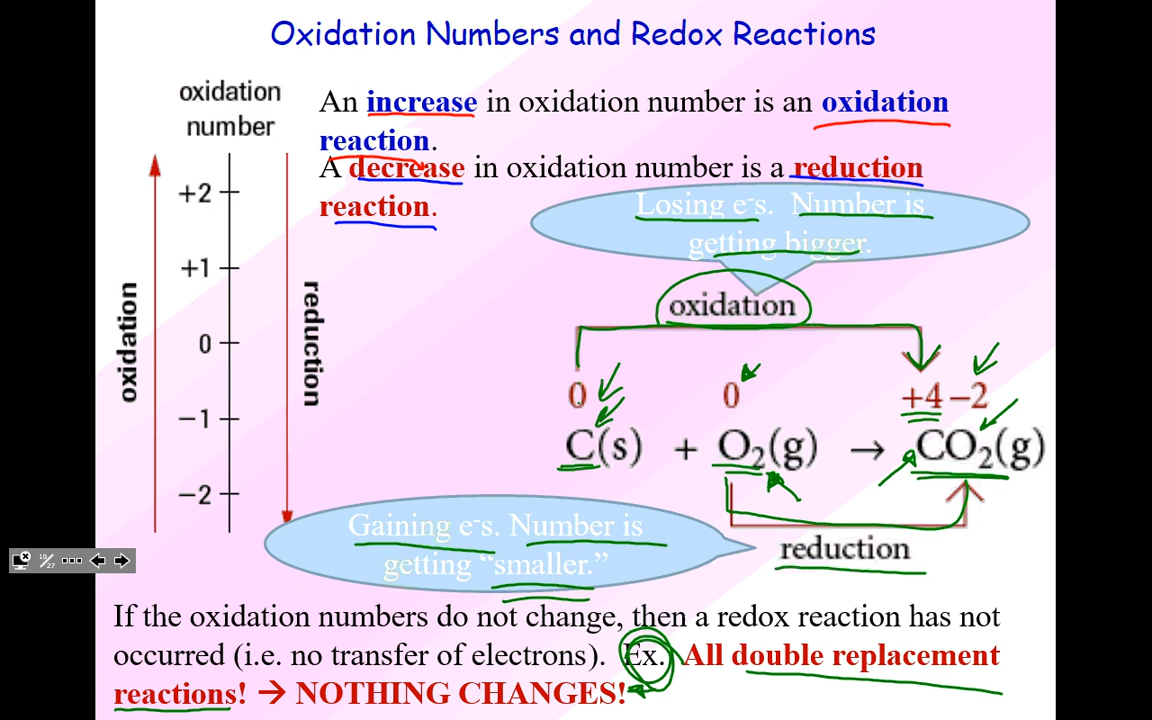 Oxidation Numbers and Redox Reactions
oxidation
number
+2
+1
0
−1
−2
oxidation
reduction
An increase in oxidation number is an oxidation
reaction.
A decrease in oxidation number is a reduction
reaction.
Losing e⁻s. Number is
getting bigger.
oxidation
0 0 +4 −2
C(s) + O₂(g) → CO₂(g)
reduction
Gaining e⁻s. Number is
getting “smaller.”
10/27
If the oxidation numbers do not change, then a redox reaction has not
occurred (i.e. no transfer of electrons). Ex. All double replacement
reactions! → NOTHING CHANGES!